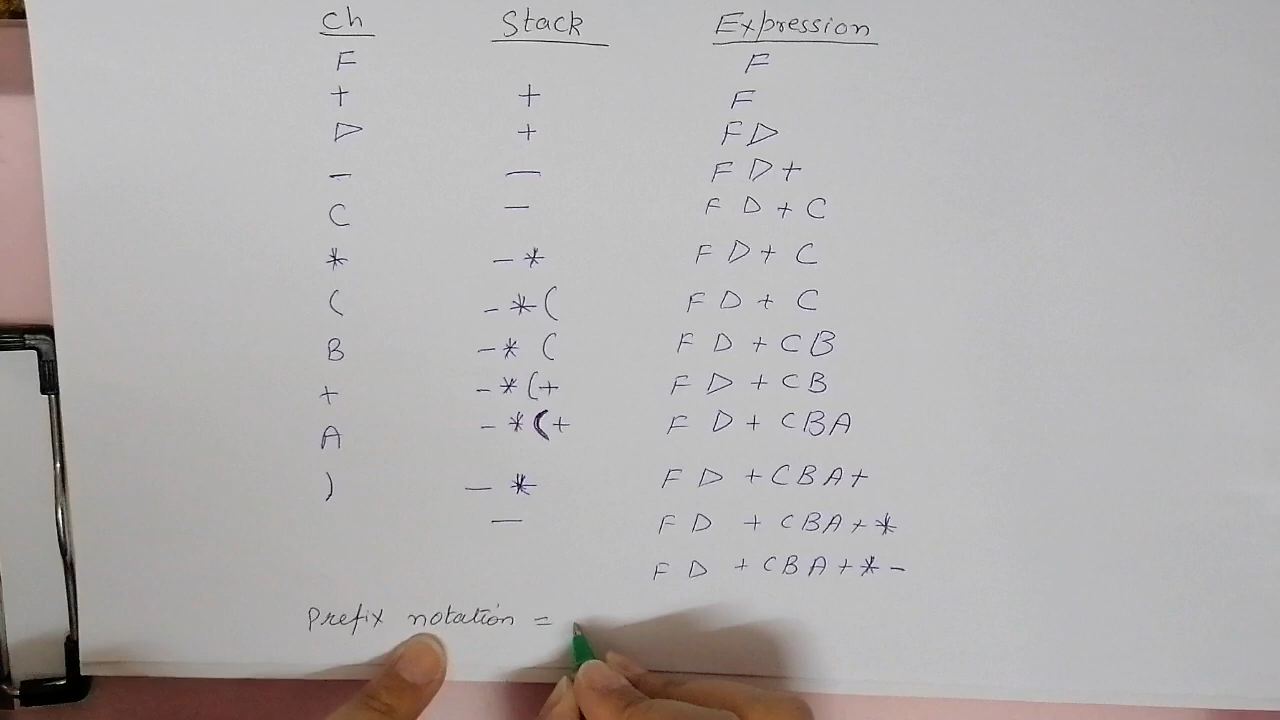 Ch Stack Expression
F F
+ + F
D + FD
- - FD+
C - FD+C
* -* FD+C
( -*( FD+C
B -*( FD+CB
+ -*(+ FD+CB
A -*(+ FD+CBA
) -* FD+CBA+
- FD+CBA+*
FD+CBA+*-
Prefix notation =